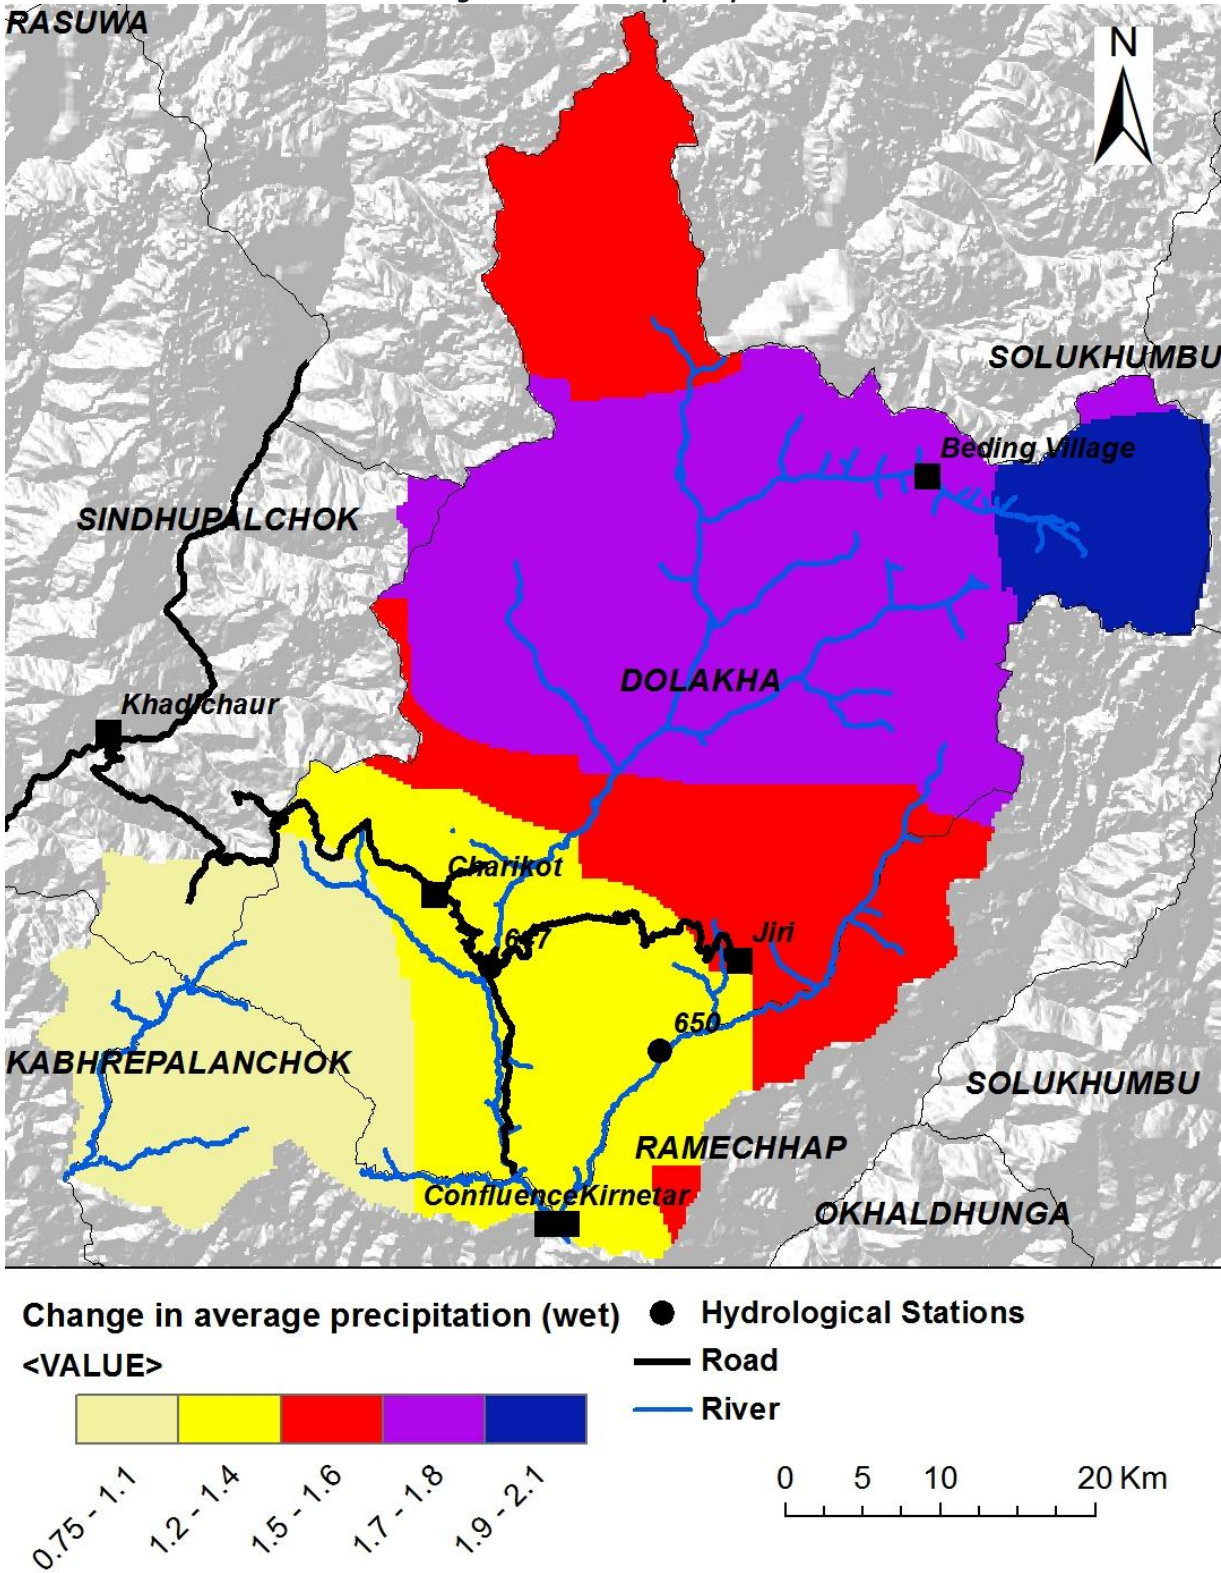 RASUWA
N
SOLUKHUMBU
Beding Village
SINDHUPALCHOK
DOLAKHA
Khadichaur
Charikot
647
Jiri
650
KABHREPALANCHOK
SOLUKHUMBU
RAMECHHAP
ConfluenceKirnetar
OKHALDHUNGA
Change in average precipitation (wet)
<VALUE>
0.75 - 1.1
1.2 - 1.4
1.5 - 1.6
1.7 - 1.8
1.9 - 2.1
Hydrological Stations
Road
River
0 5 10 20 Km